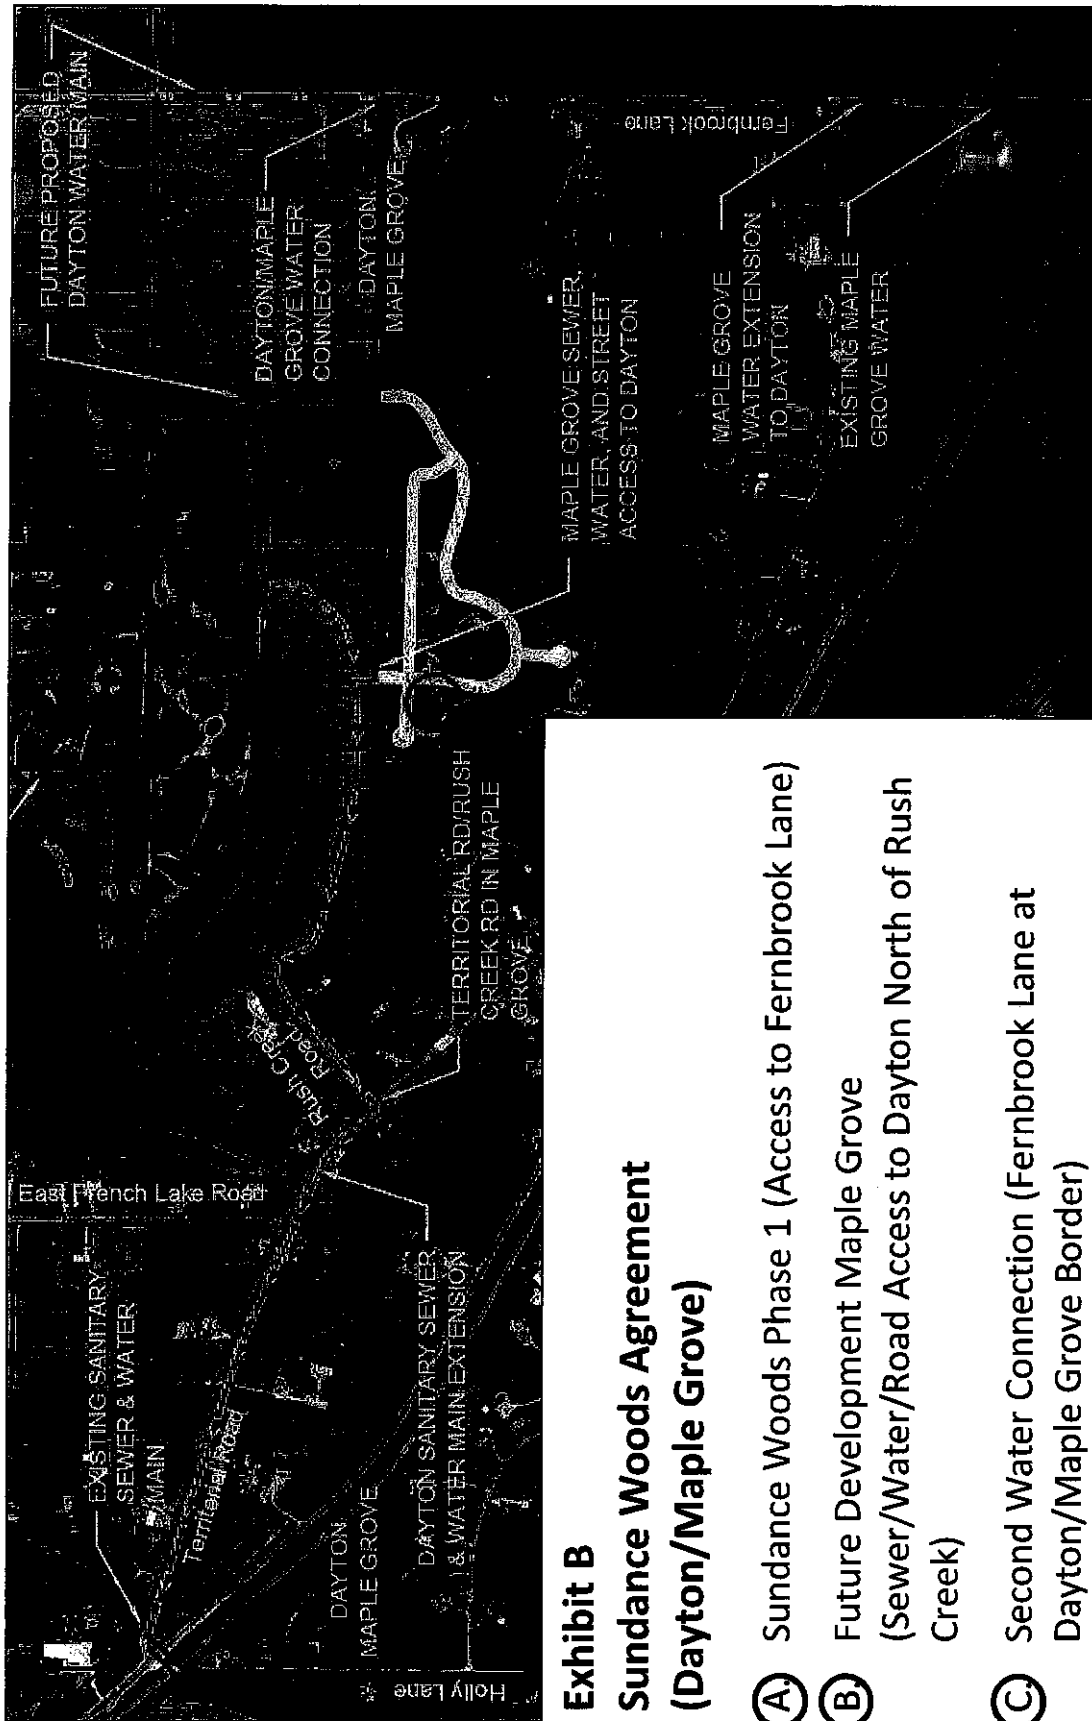 FUTURE PROPOSED
DAYTON WATER MAIN
DAYTON/MAPLE
GROVE WATER
CONNECTION
DAYTON
MAPLE GROVE
MAPLE GROVE SEWER,
WATER, AND STREET
ACCESS TO DAYTON
Fernbrook Lane
MAPLE GROVE
WATER EXTENSION
TO DAYTON
EXISTING MAPLE
GROVE WATER
TERRITORIAL RD/RUSH
CREEK RD IN MAPLE
GROVE
Rush Creek
Road
East French Lake Road
EXISTING SANITARY
SEWER & WATER
MAIN
Territorial Road
DAYTON
MAPLE GROVE
DAYTON SANITARY SEWER
& WATER MAIN EXTENSION
Holly Lane
Exhibit B
Sundance Woods Agreement
(Dayton/Maple Grove)
A. Sundance Woods Phase 1 (Access to Fernbrook Lane)
B. Future Development Maple Grove
(Sewer/Water/Road Access to Dayton North of Rush
Creek)
C. Second Water Connection (Fernbrook Lane at
Dayton/Maple Grove Border)